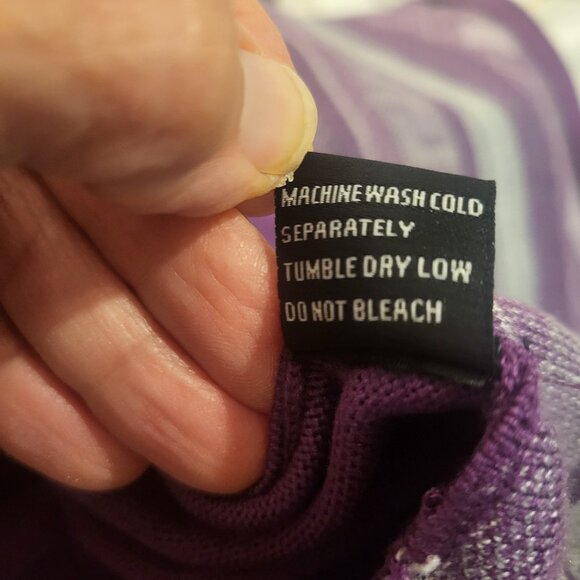 MACHINE WASH COLD
SEPARATELY
TUMBLE DRY LOW
DO NOT BLEACH